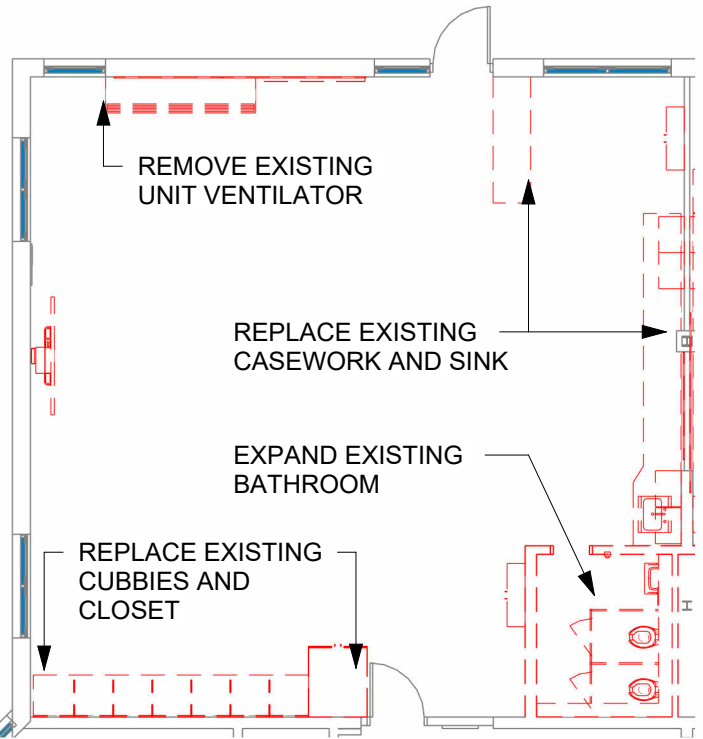 REMOVE EXISTING
UNIT VENTILATOR
REPLACE EXISTING
CASEWORK AND SINK
EXPAND EXISTING
BATHROOM
REPLACE EXISTING
CUBBIES AND
CLOSET